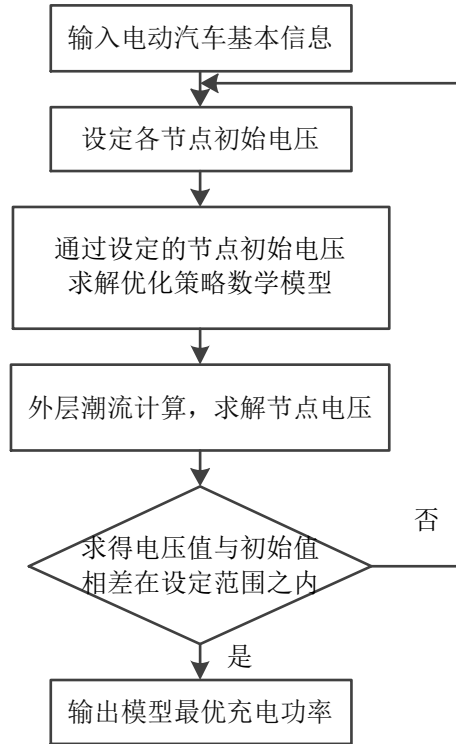 输入电动汽车基本信息
设定各节点初始电压
通过设定的节点初始电压
求解优化策略数学模型
外层潮流计算，求解节点电压
求得电压值与初始值
相差在设定范围之内
否
是
输出模型最优充电功率